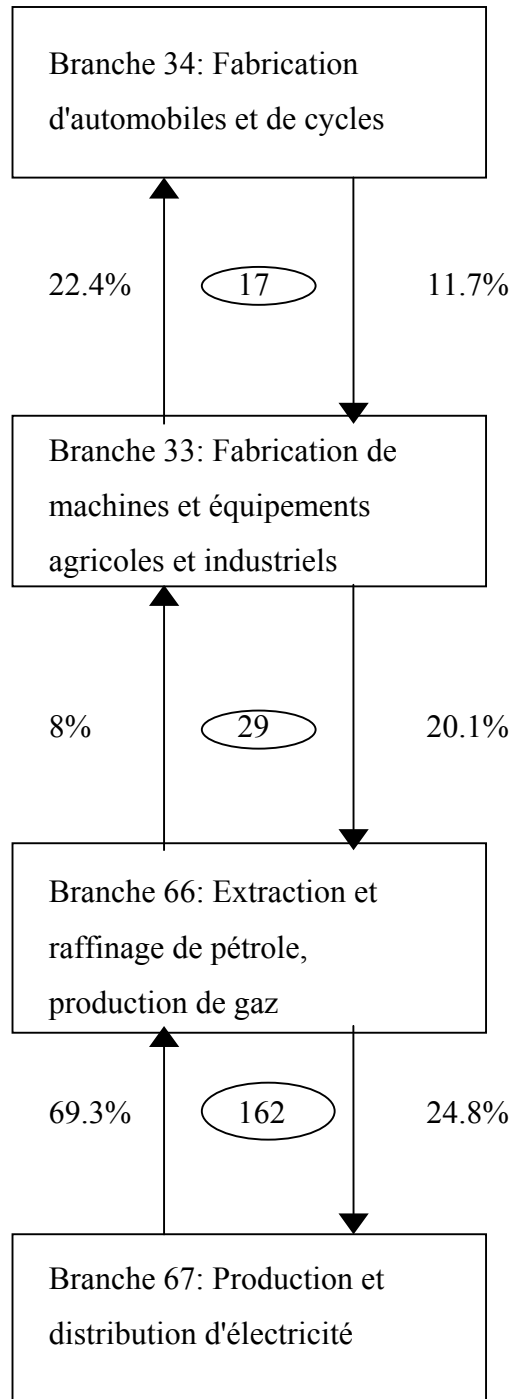 Branche 34: Fabrication
d'automobiles et de cycles
22.4% 17 11.7%
Branche 33: Fabrication de
machines et équipements
agricoles et industriels
8% 29 20.1%
Branche 66: Extraction et
raffinage de pétrole,
production de gaz
69.3% 162 24.8%
Branche 67: Production et
distribution d'électricité